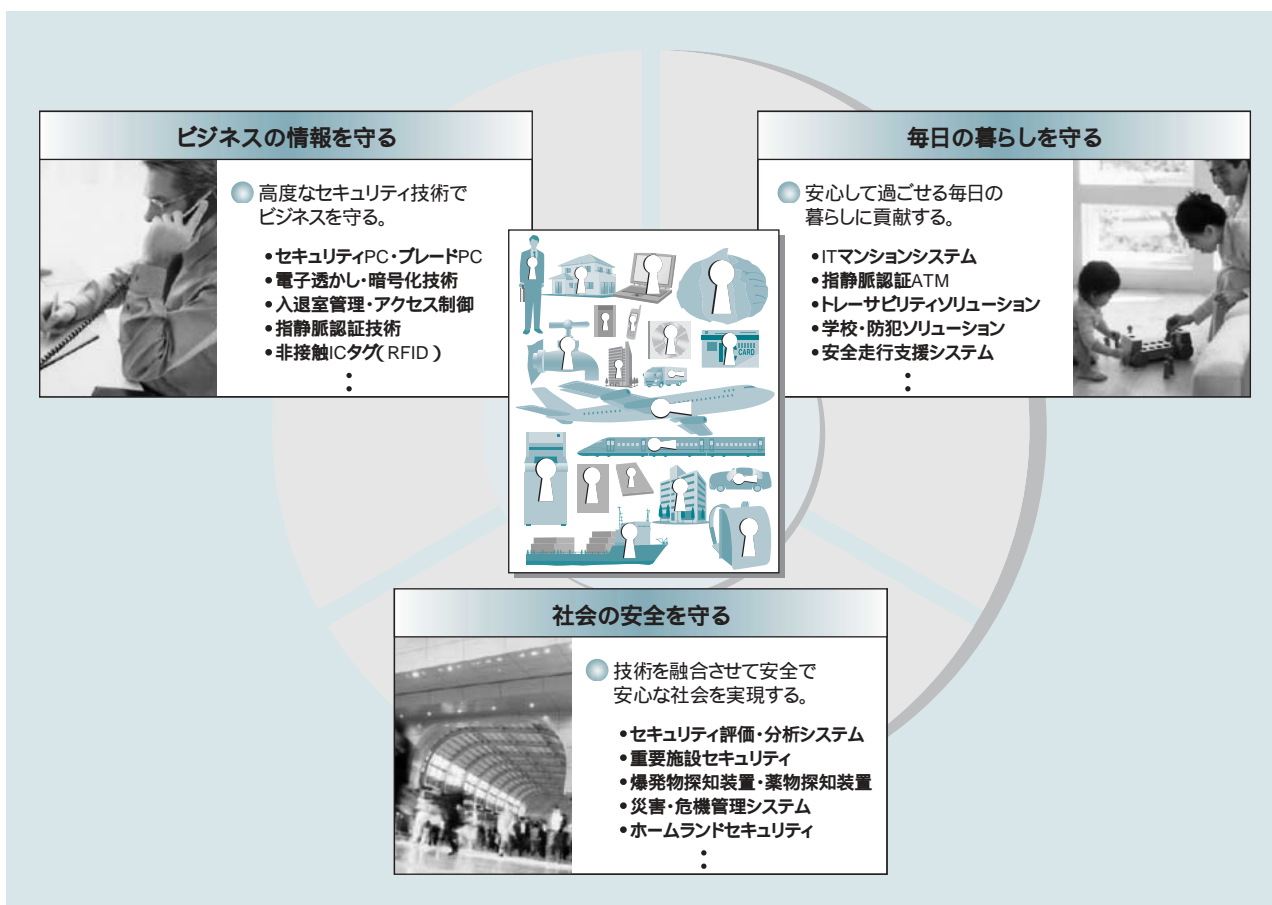 ビジネスの情報を守る
高度なセキュリティ技術で
ビジネスを守る。
•セキュリティPC・ブレードPC
•電子透かし・暗号化技術
•入退室管理・アクセス制御
•指静脈認証技術
•非接触ICタグ(RFID)
:
毎日の暮らしを守る
安心して過ごせる毎日の
暮らしに貢献する。
•ITマンションシステム
•指静脈認証ATM
•トレーサビリティソリューション
•学校・防犯ソリューション
•安全走行支援システム
:
CARD
社会の安全を守る
技術を融合させて安全で
安心な社会を実現する。
•セキュリティ評価・分析システム
•重要施設セキュリティ
•爆発物探知装置・薬物探知装置
•災害・危機管理システム
•ホームランドセキュリティ
: